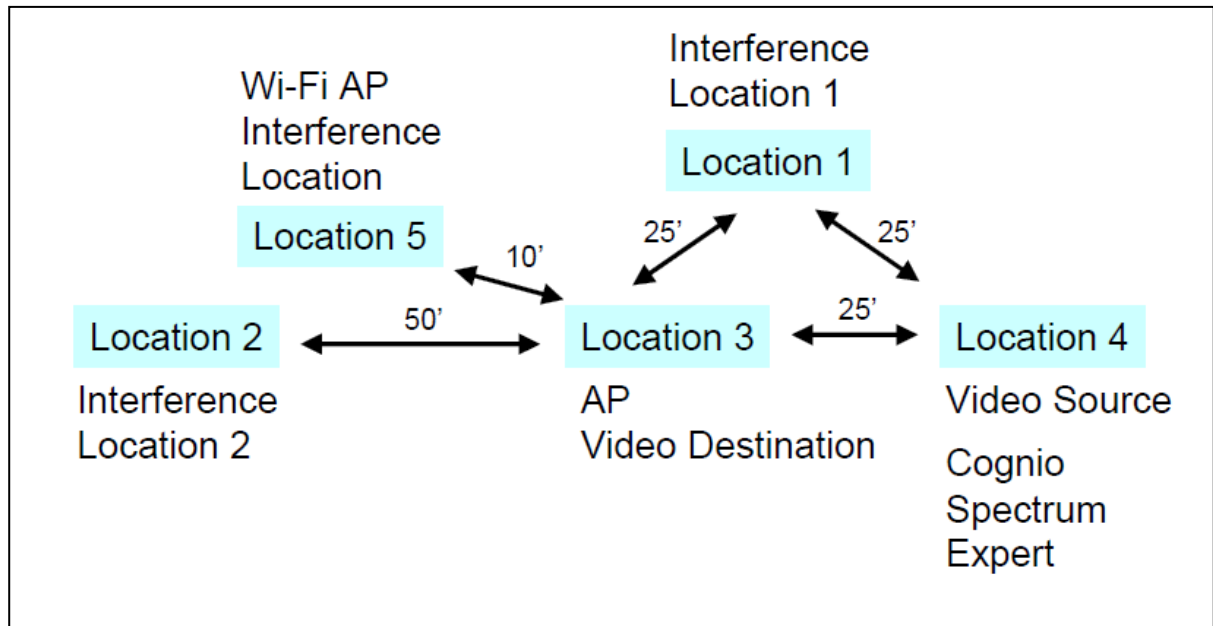 Interference
Location 1
Wi-Fi AP
Interference
Location
Location 1
Location 5
25’
25’
10’
Location 2
50’
Location 3
25’
Location 4
Interference
Location 2
AP
Video Destination
Video Source
Cognio
Spectrum
Expert